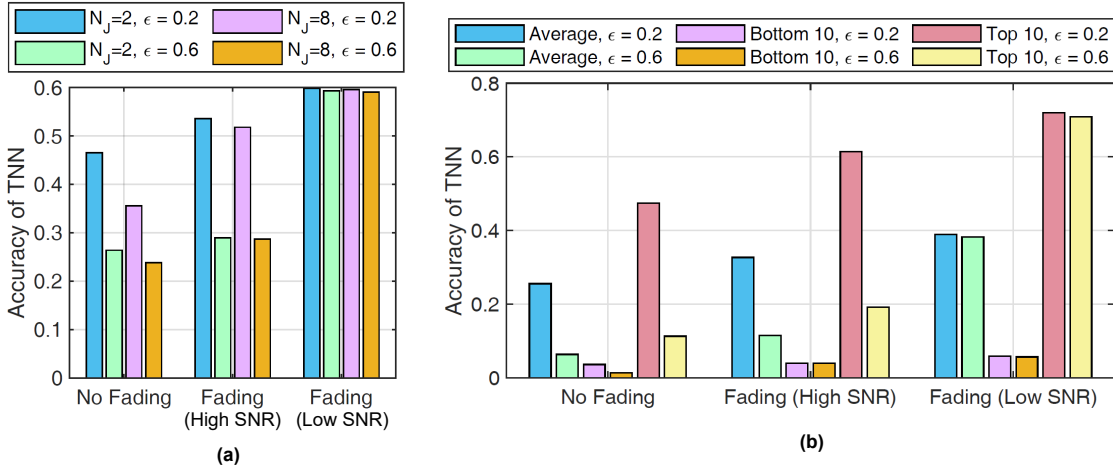 N_J=2, ϵ = 0.2 N_J=8, ϵ = 0.2
N_J=2, ϵ = 0.6 N_J=8, ϵ = 0.6
Accuracy of TNN
0.6
0.5
0.4
0.3
0.2
0.1
0
No Fading Fading (High SNR) Fading (Low SNR)
(a)
Average, ϵ = 0.2 Bottom 10, ϵ = 0.2 Top 10, ϵ = 0.2
Average, ϵ = 0.6 Bottom 10, ϵ = 0.6 Top 10, ϵ = 0.6
Accuracy of TNN
0.8
0.6
0.4
0.2
0
No Fading Fading (High SNR) Fading (Low SNR)
(b)